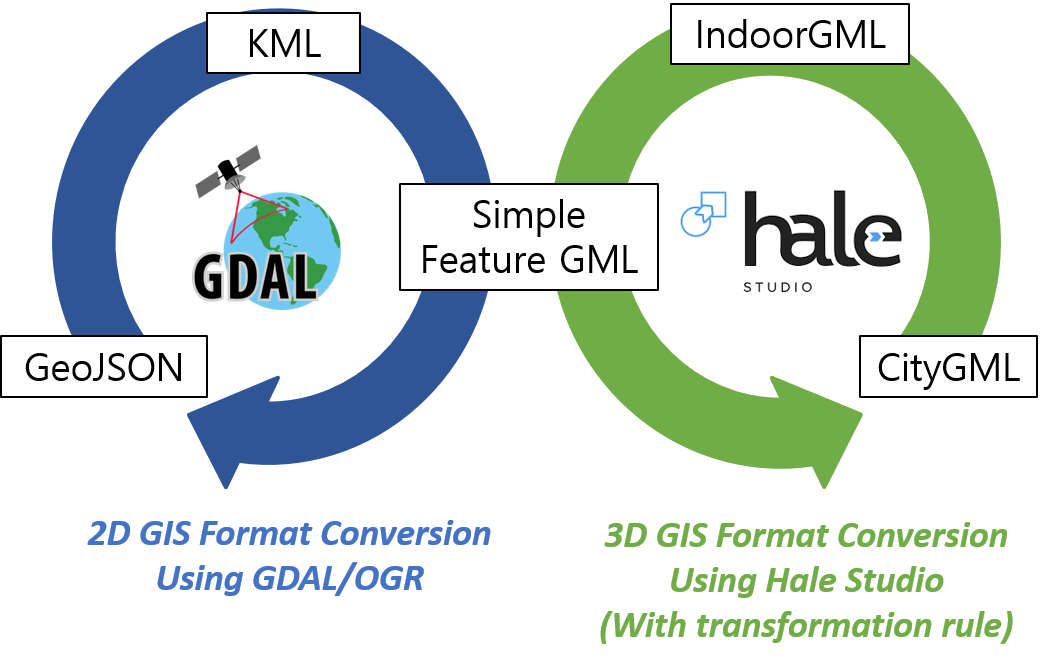 KML
IndoorGML
GDAL
Simple
Feature GML
hale
STUDIO
GeoJSON
CityGML
2D GIS Format Conversion
Using GDAL/OGR
3D GIS Format Conversion
Using Hale Studio
(With transformation rule)